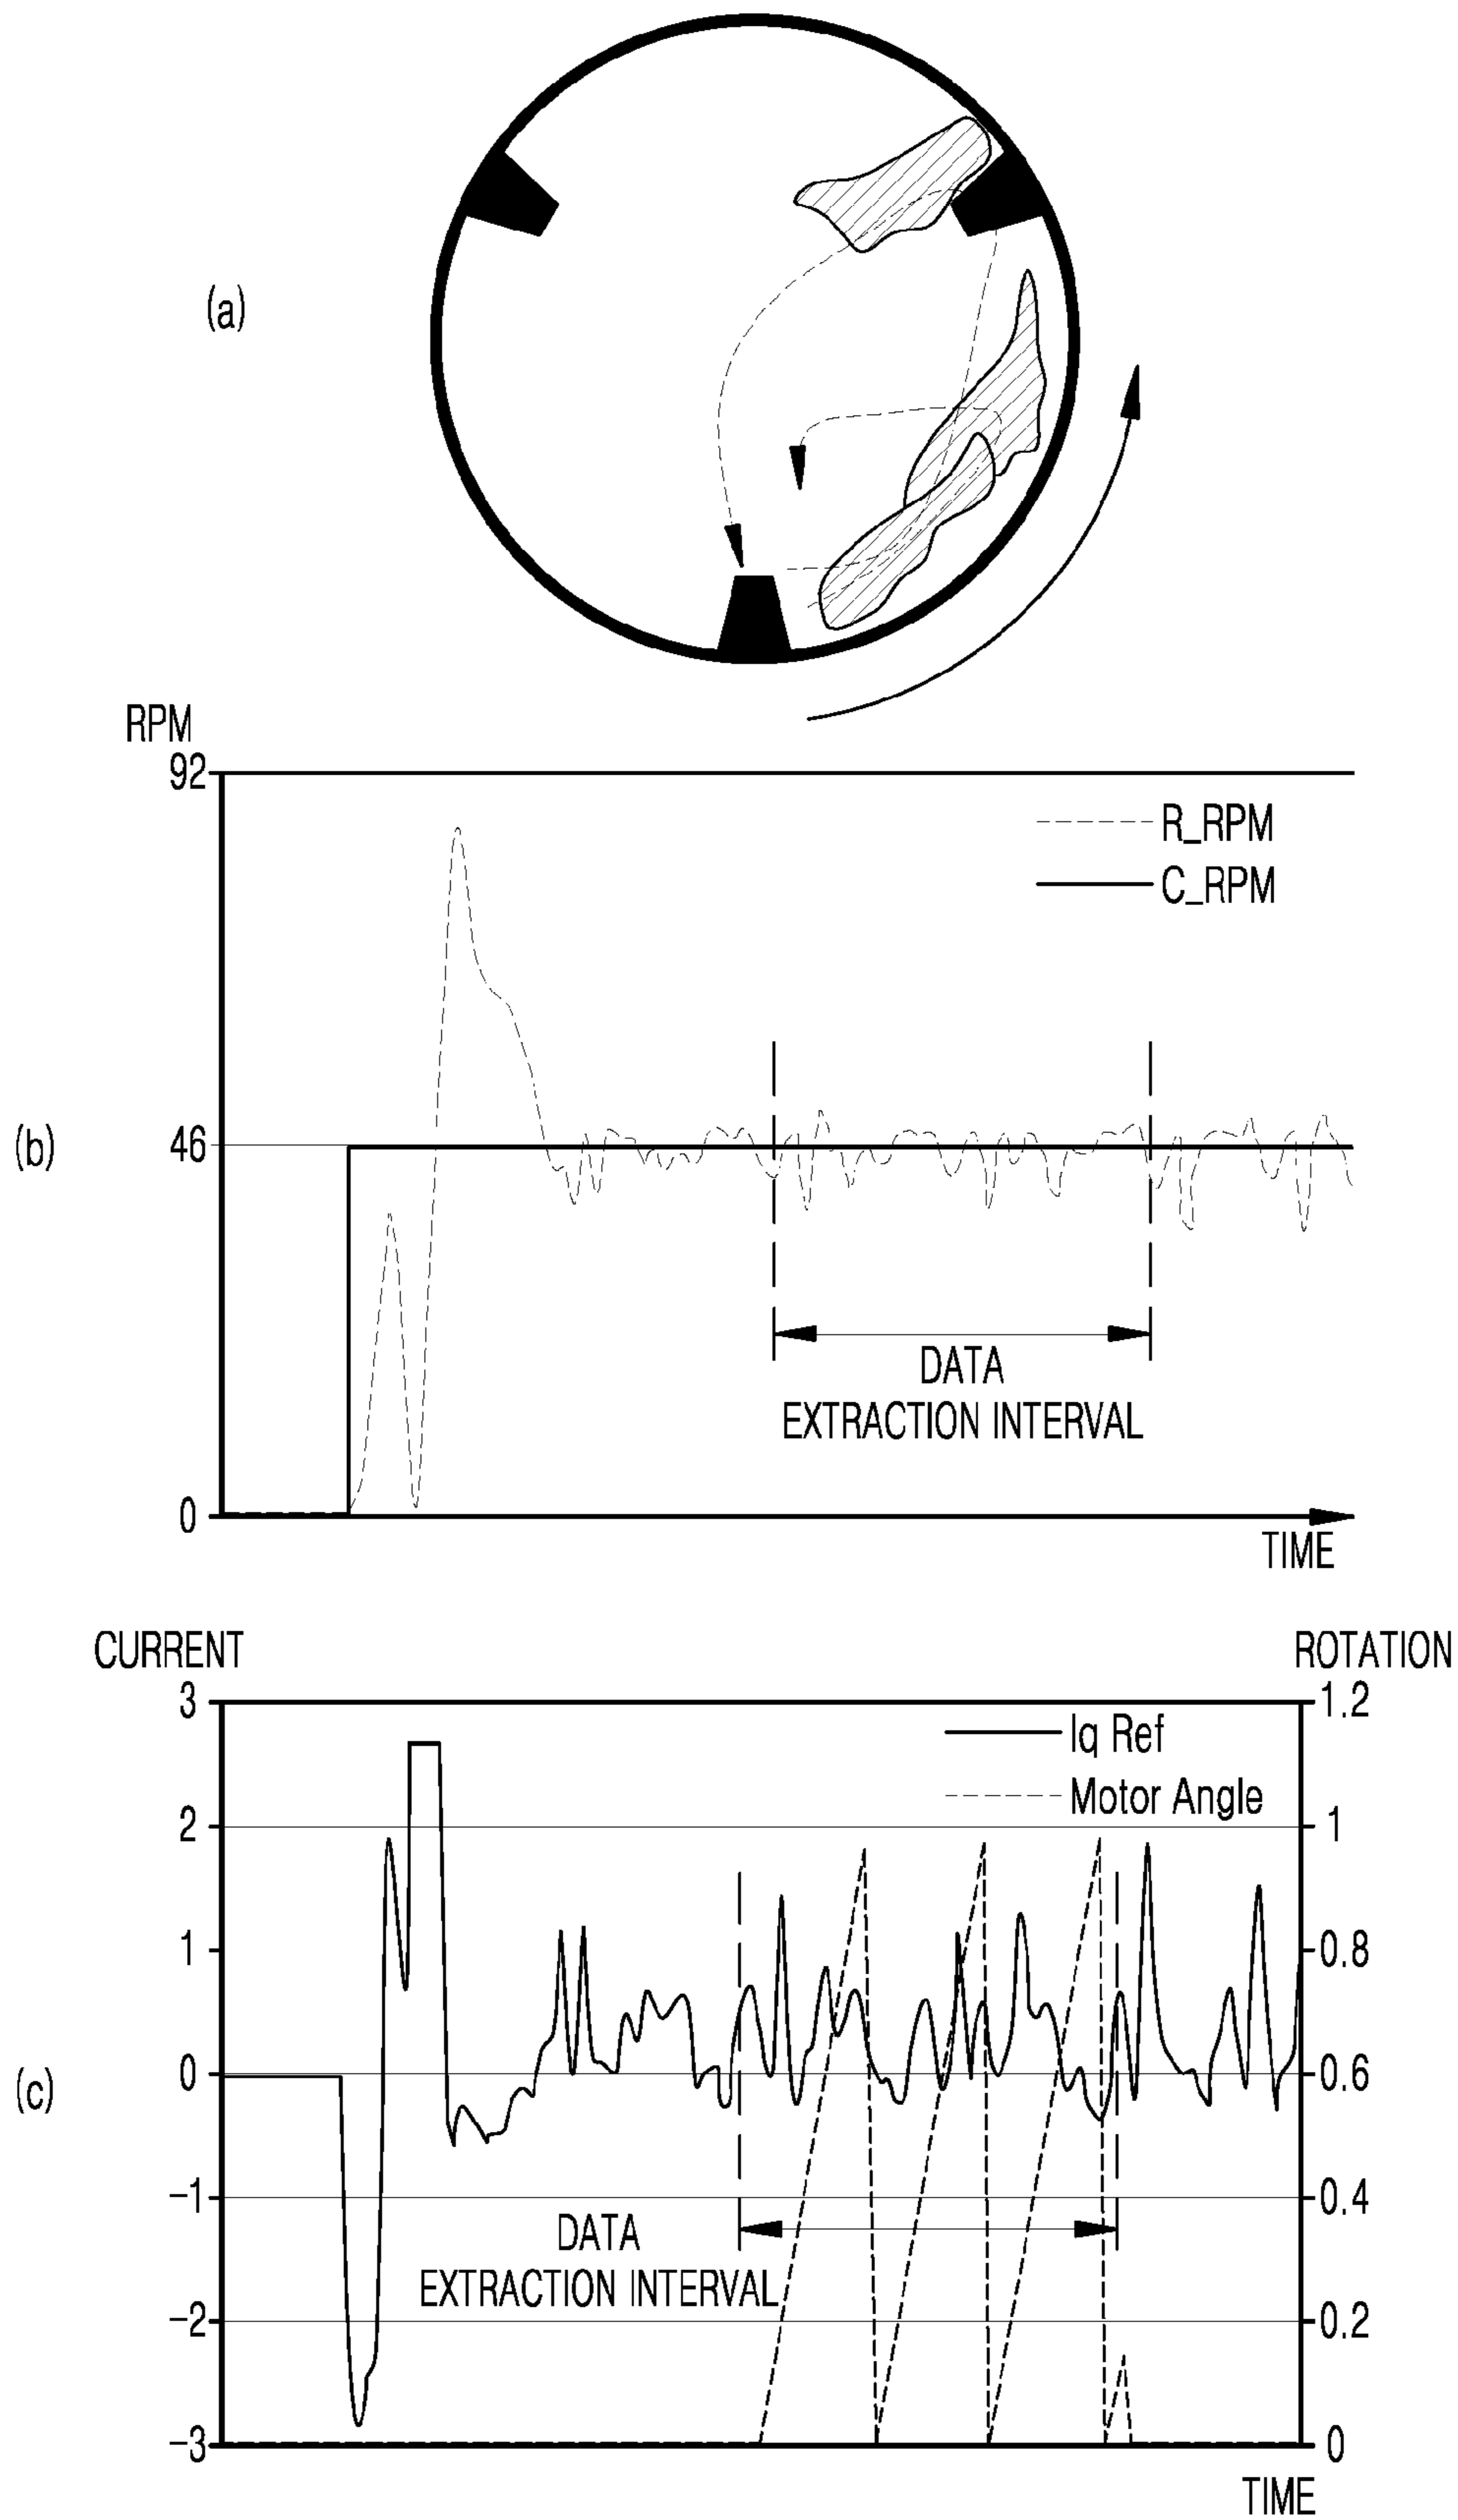 (a)
RPM
92
R_RPM
C_RPM
(b)
46
DATA
EXTRACTION INTERVAL
0
TIME
CURRENT
ROTATION
3
1.2
Iq Ref
Motor Angle
2
1
1
0.8
(c)
0
0.6
-1
0.4
DATA
EXTRACTION INTERVAL
-2
0.2
-3
0
TIME